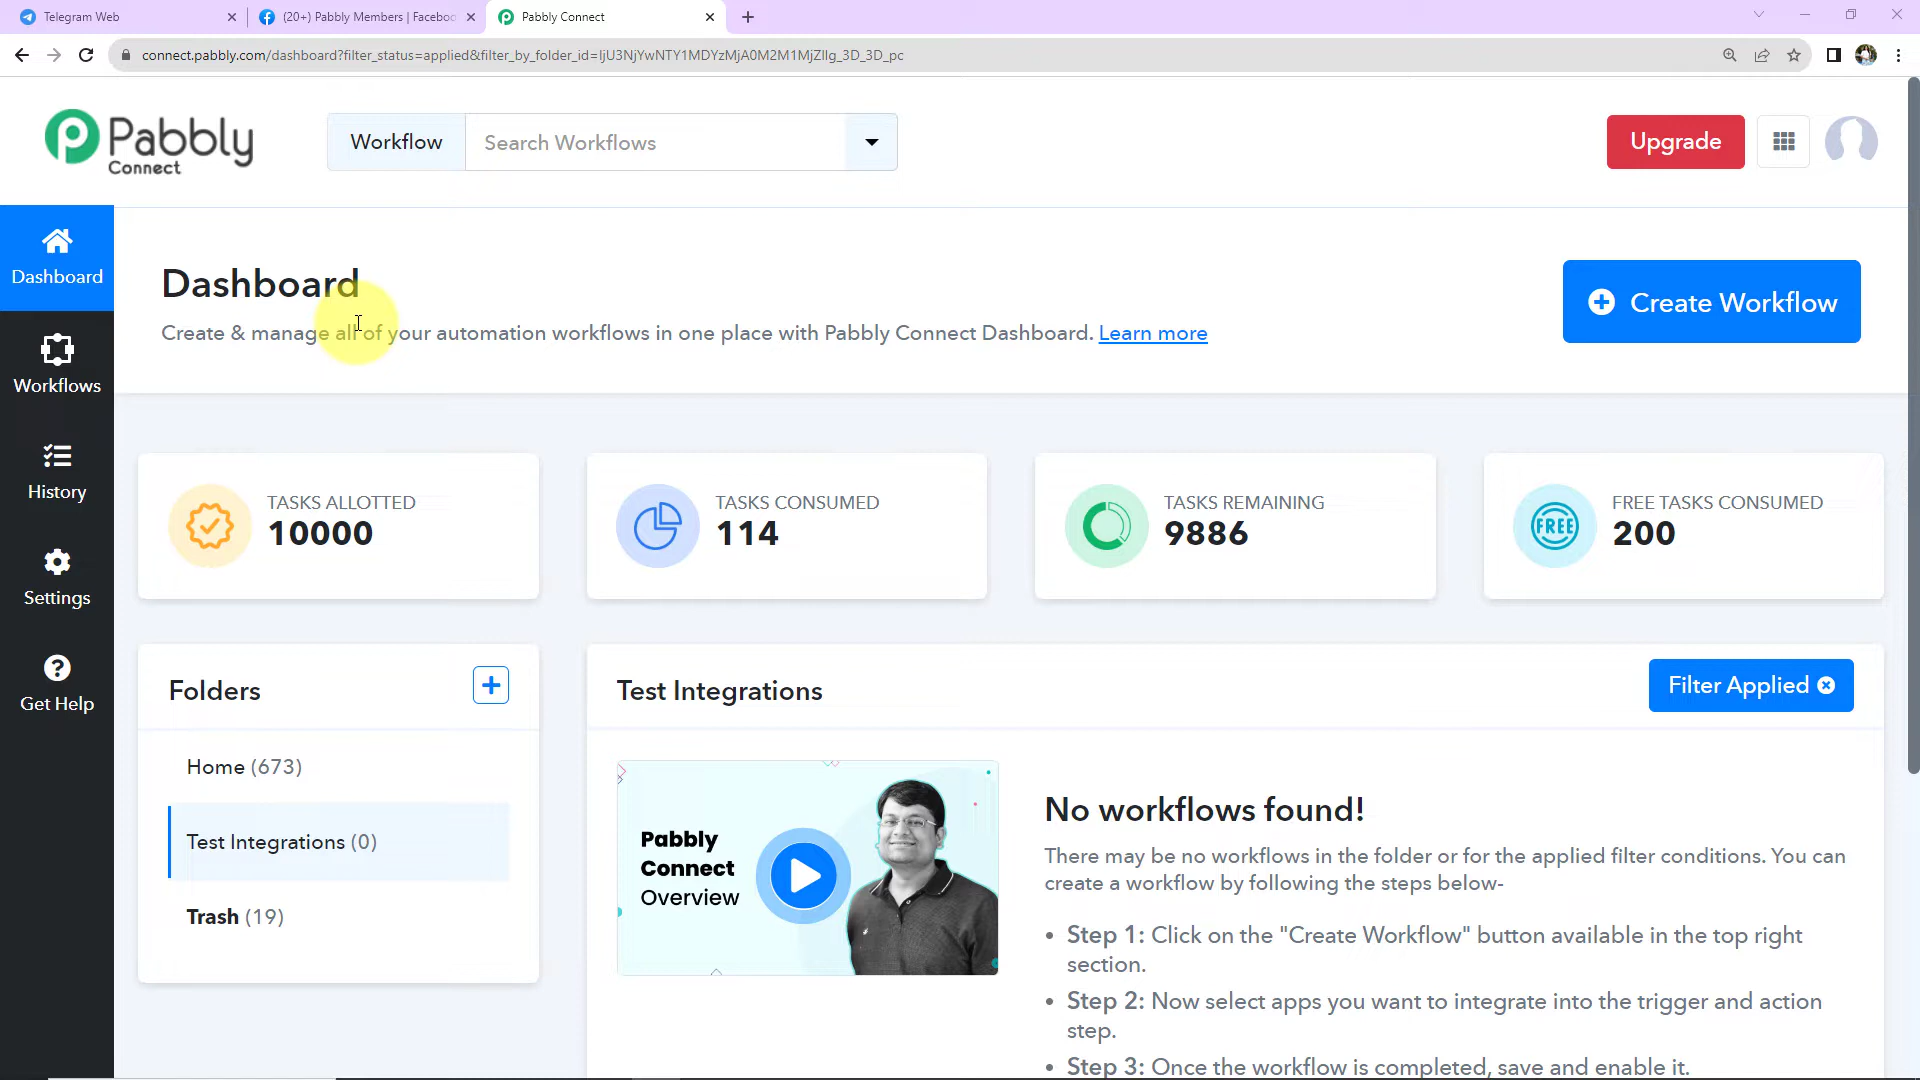 Telegram Web
(20+) Pabbly Members | Faceboo
Pabbly Connect
connect.pabbly.com/dashboard?filter_status=applied&filter_by_folder_id=IjU3NjYwNTY1MDYzMjA0M2M1MjZlIg_3D_3D_pc
Pabbly
Connect
Workflow
Search Workflows
Upgrade
Dashboard
Workflows
History
Settings
Get Help
Dashboard
Create & manage all of your automation workflows in one place with Pabbly Connect Dashboard. Learn more
Create Workflow
TASKS ALLOTTED
10000
TASKS CONSUMED
114
TASKS REMAINING
9886
FREE
FREE TASKS CONSUMED
200
Folders
Home (673)
Test Integrations (0)
Trash (19)
Test Integrations
Filter Applied
Pabbly
Connect
Overview
No workflows found!
There may be no workflows in the folder or for the applied filter conditions. You can
create a workflow by following the steps below-
• Step 1: Click on the "Create Workflow" button available in the top right
section.
• Step 2: Now select apps you want to integrate into the trigger and action
step.
• Step 3: Once the workflow is completed, save and enable it.